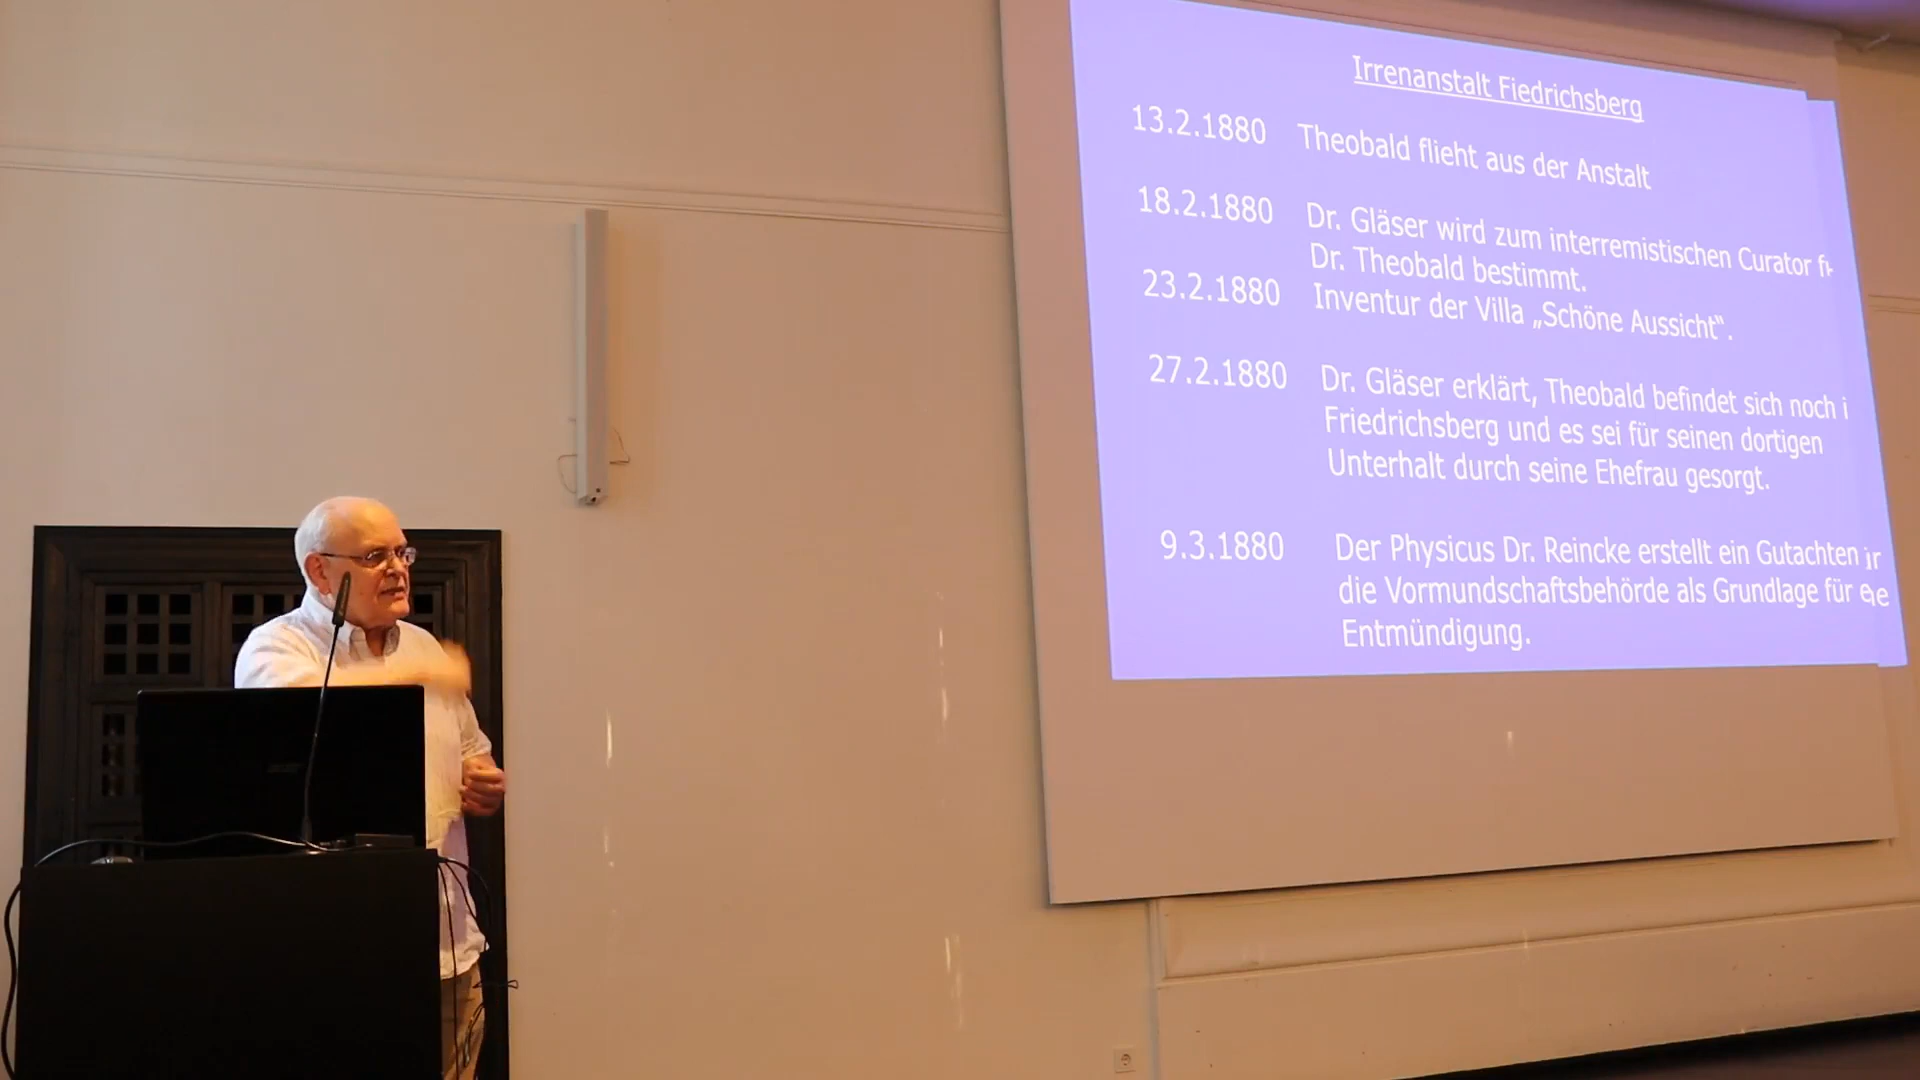 Irrenanstalt Fiedrichsberg
13.2.1880 Theobald flieht aus der Anstalt
18.2.1880 Dr. Gläser wird zum interremistischen Curator
Dr. Theobald bestimmt.
23.2.1880 Inventur der Villa „Schöne Aussicht“.
27.2.1880 Dr. Gläser erklärt, Theobald befindet sich noch i
Friedrichsberg und es sei für seinen dortigen
Unterhalt durch seine Ehefrau gesorgt.
9.3.1880 Der Physicus Dr. Reincke erstellt ein Gutachten
die Vormundschaftsbehörde als Grundlage für
Entmündigung.